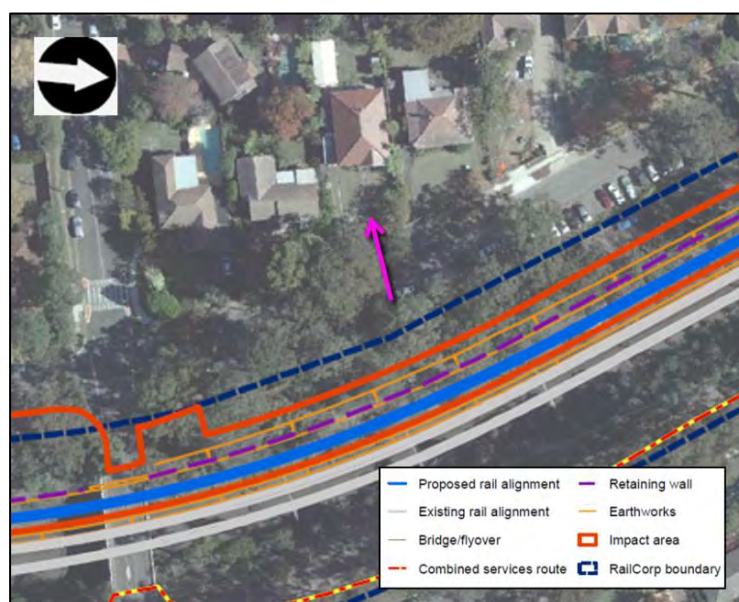 Proposed rail alignment
Existing rail alignment
Bridge/flyover
Combined services route
Retaining wall
Earthworks
Impact area
RailCorp boundary